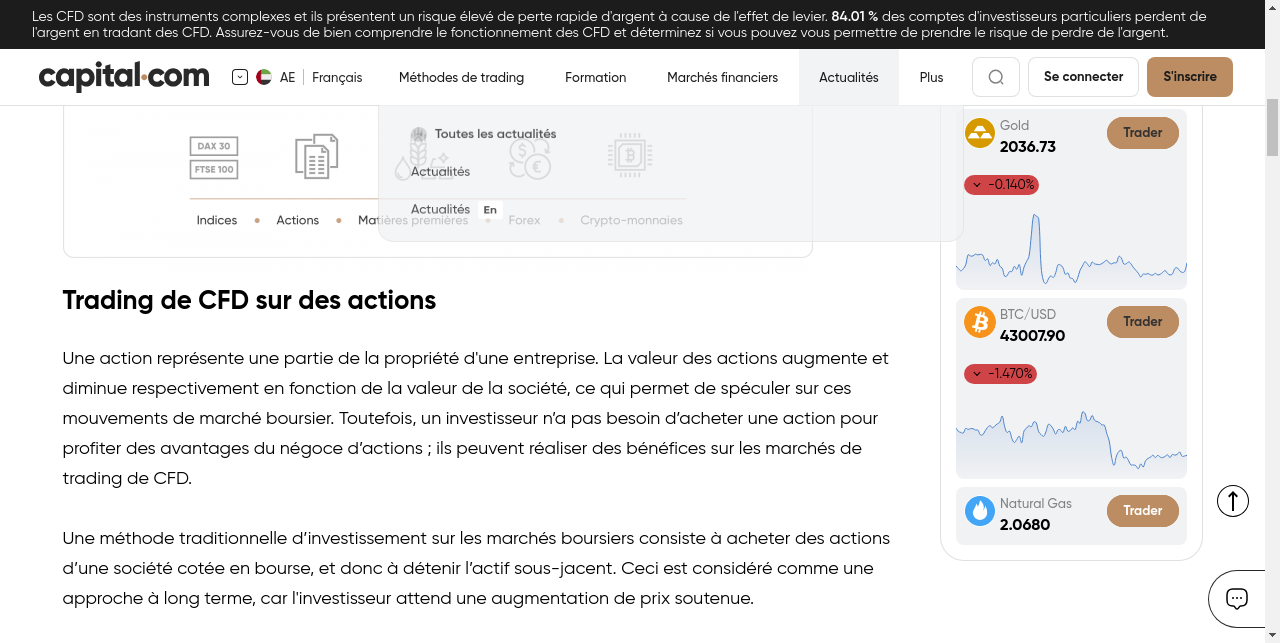 Les CFD sont des instruments complexes et ils présentent un risque élevé de perte rapide d'argent à cause de l'effet de levier. 84.01 % des comptes d'investisseurs particuliers perdent de
l'argent en tradant des CFD. Assurez-vous de bien comprendre le fonctionnement des CFD et déterminez si vous pouvez vous permettre de prendre le risque de perdre de l'argent.
capital.com
AE Français Méthodes de trading Formation Marchés financiers Actualités Plus Se connecter S'inscrire
Toutes les actualités
Actualités
Actualités En
DAX 30
FTSE 100
Indices • Actions • Matières premières • Forex • Crypto-monnaies
Trading de CFD sur des actions
Une action représente une partie de la propriété d'une entreprise. La valeur des actions augmente et
diminue respectivement en fonction de la valeur de la société, ce qui permet de spéculer sur ces
mouvements de marché boursier. Toutefois, un investisseur n’a pas besoin d’acheter une action pour
profiter des avantages du négoce d’actions ; ils peuvent réaliser des bénéfices sur les marchés de
trading de CFD.
Une méthode traditionnelle d’investissement sur les marchés boursiers consiste à acheter des actions
d’une société cotée en bourse, et donc à détenir l’actif sous-jacent. Ceci est considéré comme une
approche à long terme, car l'investisseur attend une augmentation de prix soutenue.
Gold
2036.73
Trader
-0.140%
BTC/USD
43007.90
Trader
-1.470%
Natural Gas
2.0680
Trader